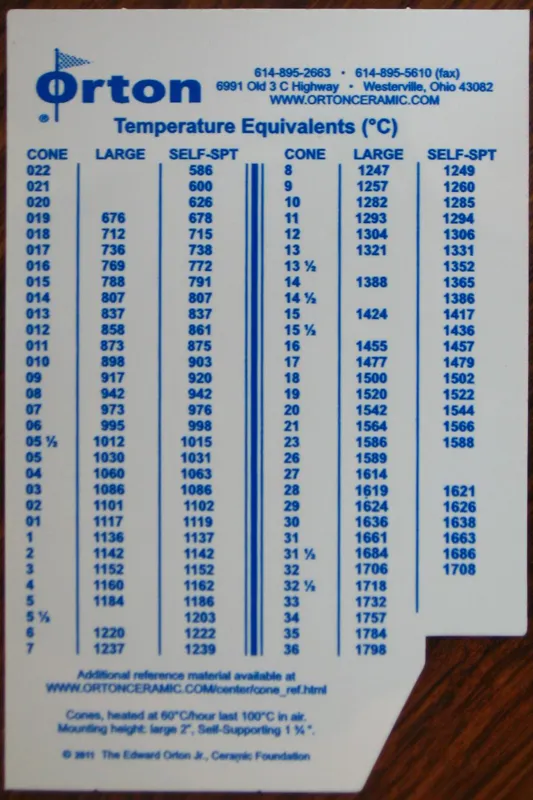 Orton
®
614-895-2663 • 614-895-5610 (fax)
6991 Old 3 C Highway • Westerville, Ohio 43082
WWW.ORTONCERAMIC.COM
Temperature Equivalents (°C)
CONE LARGE SELF-SPT CONE LARGE SELF-SPT
022 586 8 1247 1249
021 600 9 1257 1260
020 626 10 1282 1285
019 676 678 11 1293 1294
018 712 715 12 1304 1306
017 736 738 13 1321 1331
016 769 772 13 ½ 1352
015 788 791 14 1388 1365
014 807 807 14 ½ 1386
013 837 837 15 1424 1417
012 858 861 15 ½ 1436
011 873 875 16 1455 1457
010 898 903 17 1477 1479
09 917 920 18 1500 1502
08 942 942 19 1520 1522
07 973 976 20 1542 1544
06 995 998 21 1564 1566
05 ½ 1012 1015 23 1586 1588
05 1030 1031 26 1589
04 1060 1063 27 1614
03 1086 1086 28 1619 1621
02 1101 1102 29 1624 1626
01 1117 1119 30 1636 1638
1 1136 1137 31 1661 1663
2 1142 1142 31 ½ 1684 1686
3 1152 1152 32 1706 1708
4 1160 1162 32 ½ 1718
5 1184 1186 33 1732
5 ½ 1203 34 1757
6 1220 1222 35 1784
7 1237 1239 36 1798
Additional reference material available at
WWW.ORTONCERAMIC.COM/center/cone_ref.html
Cones, heated at 60°C/hour last 100°C in air.
Mounting height: large 2", Self-Supporting 1 ¾ ".
© 2011 The Edward Orton Jr., Ceramic Foundation